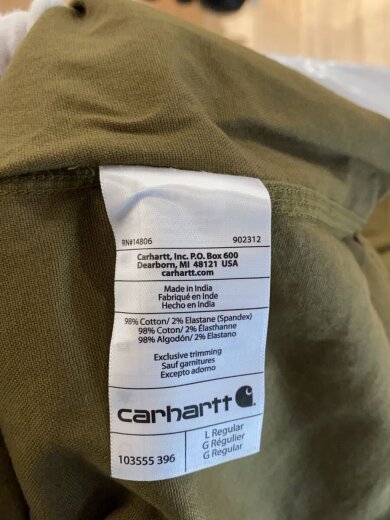 RN#14806 902312
Carhartt, Inc. P.O. Box 600
Dearborn, MI 48121 USA
carhartt.com
Made in India
Fabriqué en Inde
Hecho en India
98% Cotton/ 2% Elastane (Spandex)
98% Coton/ 2% Élasthanne
98% Algodón/ 2% Elastano
Exclusive trimming
Sauf garnitures
Excepto adorno
carhartt
103555 396
L Regular
G Régulier
G Regular